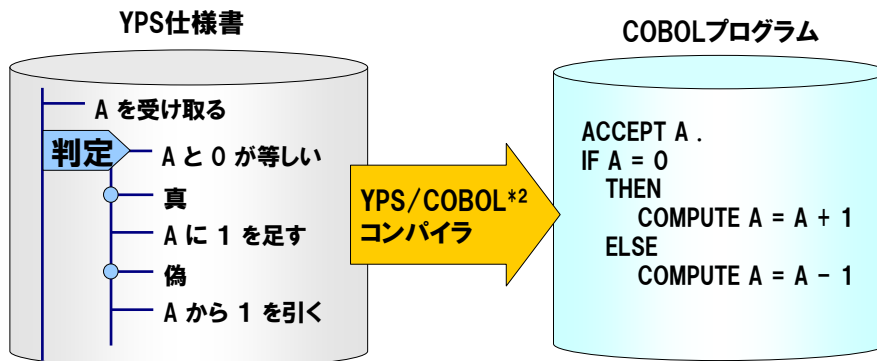 YPS仕様書
A を受け取る
判定
A と 0 が等しい
真
A に 1 を足す
偽
A から 1 を引く
YPS/COBOL*2
コンパイラ
COBOLプログラム
ACCEPT A .
IF A = 0
THEN
COMPUTE A = A + 1
ELSE
COMPUTE A = A - 1